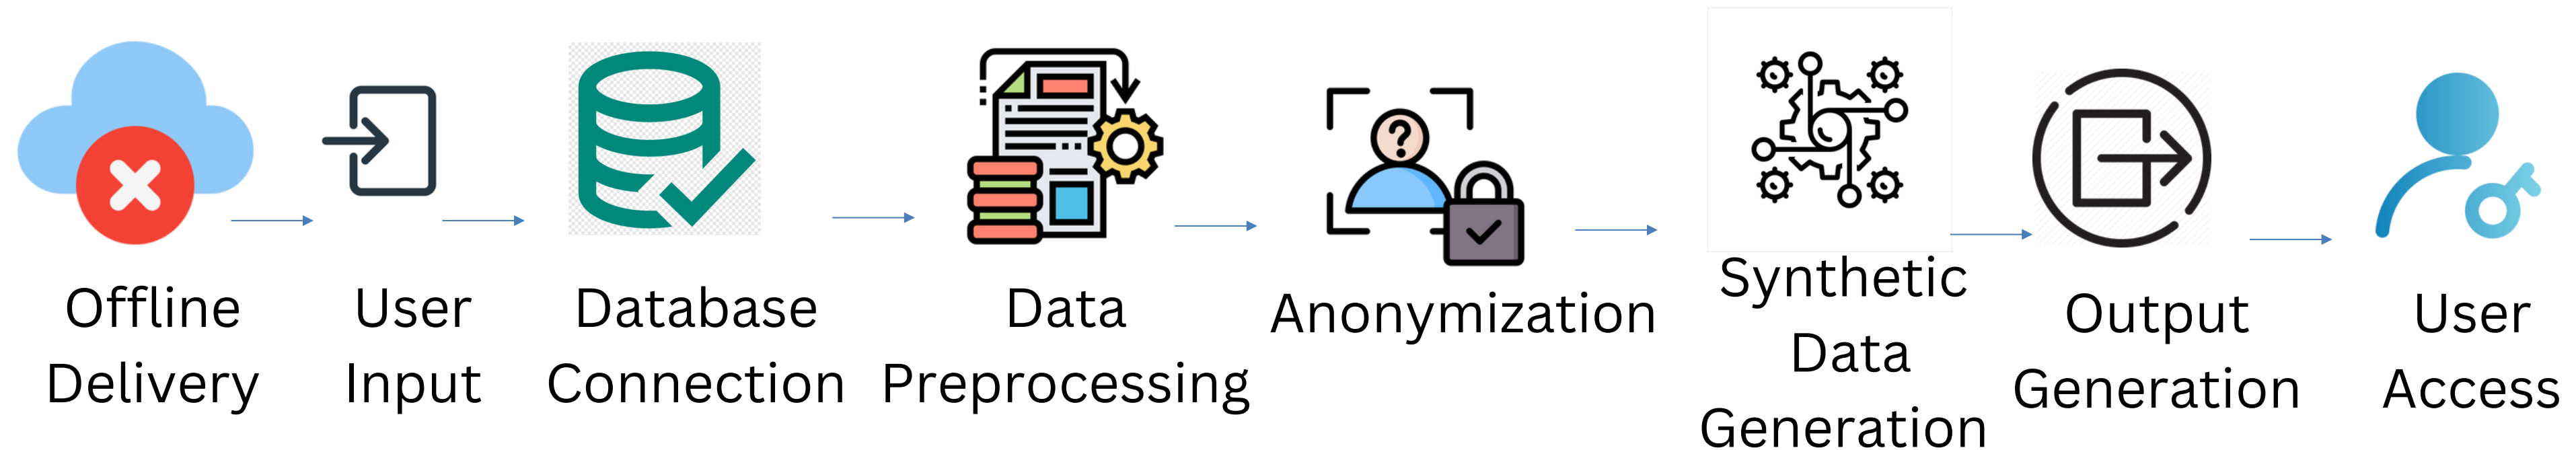 Offline
Delivery
User
Input
Database
Connection
Data
Preprocessing
Anonymization
Synthetic
Data
Generation
Output
Generation
User
Access